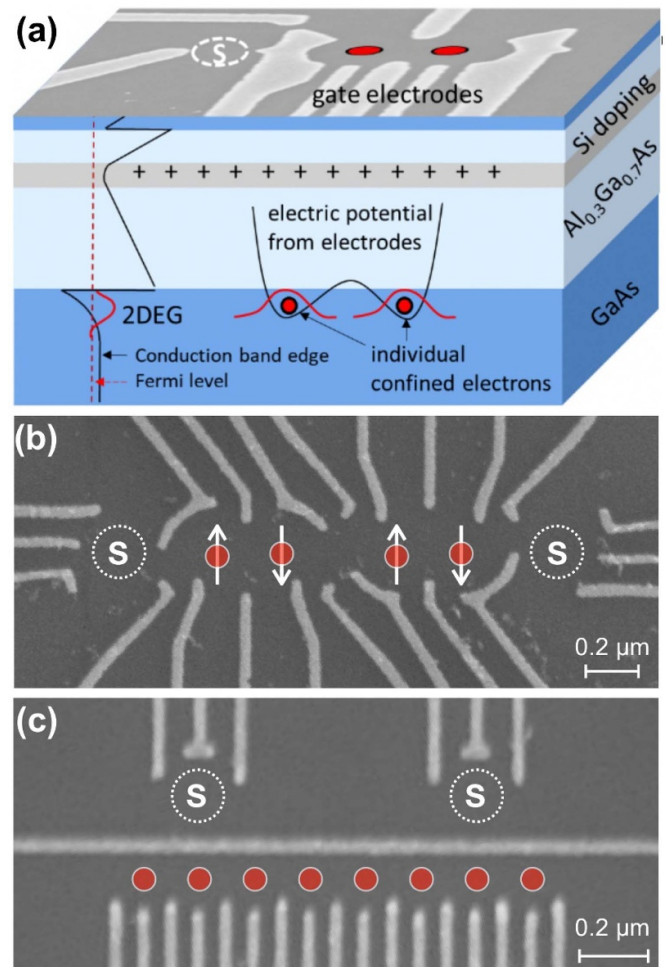 (a)
S
gate electrodes
Si doping
Al0.3Ga0.7As
GaAs
+ + + + + + + + + + + +
electric potential
from electrodes
2DEG
Conduction band edge
Fermi level
individual
confined electrons
(b)
S
S
0.2 µm
(c)
S
S
0.2 µm